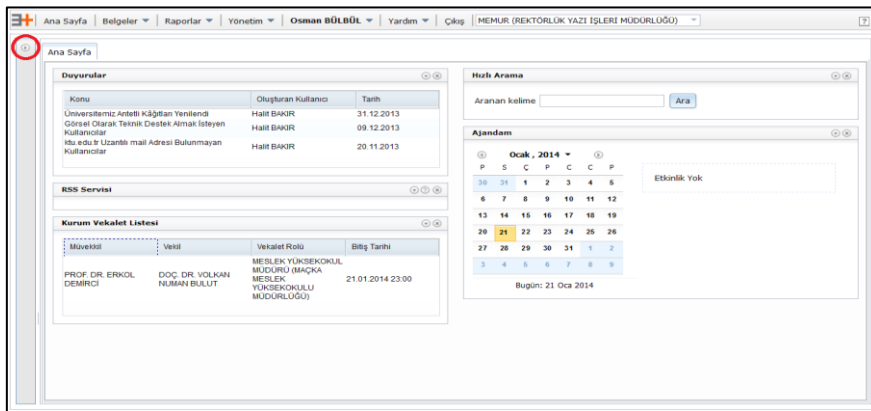 E+ Ana Sayfa Belgeler Raporlar Yönetim Osman BÜLBÜL Yardım Çıkış MEMUR (REKTÖRLÜK YAZI İŞLERİ MÜDÜRLÜĞÜ) ?
Ana Sayfa
Duyurular
Konu Oluşturan Kullanıcı Tarih
Üniversitemiz Antetli Kâğıtları Yenilendi Halit BAKIR 31.12.2013
Görsel Olarak Teknik Destek Almak İsteyen Kullanıcılar Halit BAKIR 09.12.2013
ktu.edu.tr Uzantılı mail Adresi Bulunmayan Kullanıcılar Halit BAKIR 20.11.2013
RSS Servisi
Kurum Vekalet Listesi
Müvekkil Vekil Vekalet Rolü Bitiş Tarihi
PROF. DR. ERKOL DEMİRCİ DOÇ. DR. VOLKAN NUMAN BULUT MESLEK YÜKSEKOKUL MÜDÜRÜ (MAÇKA MESLEK YÜKSEKOKULU MÜDÜRLÜĞÜ) 21.01.2014 23:00
Hızlı Arama
Aranan kelime Ara
Ajandam
Ocak , 2014
P S Ç P C C P
30 31 1 2 3 4 5
6 7 8 9 10 11 12
13 14 15 16 17 18 19
20 21 22 23 24 25 26
27 28 29 30 31 1 2
3 4 5 6 7 8 9
Bugün: 21 Oca 2014
Etkinlik Yok